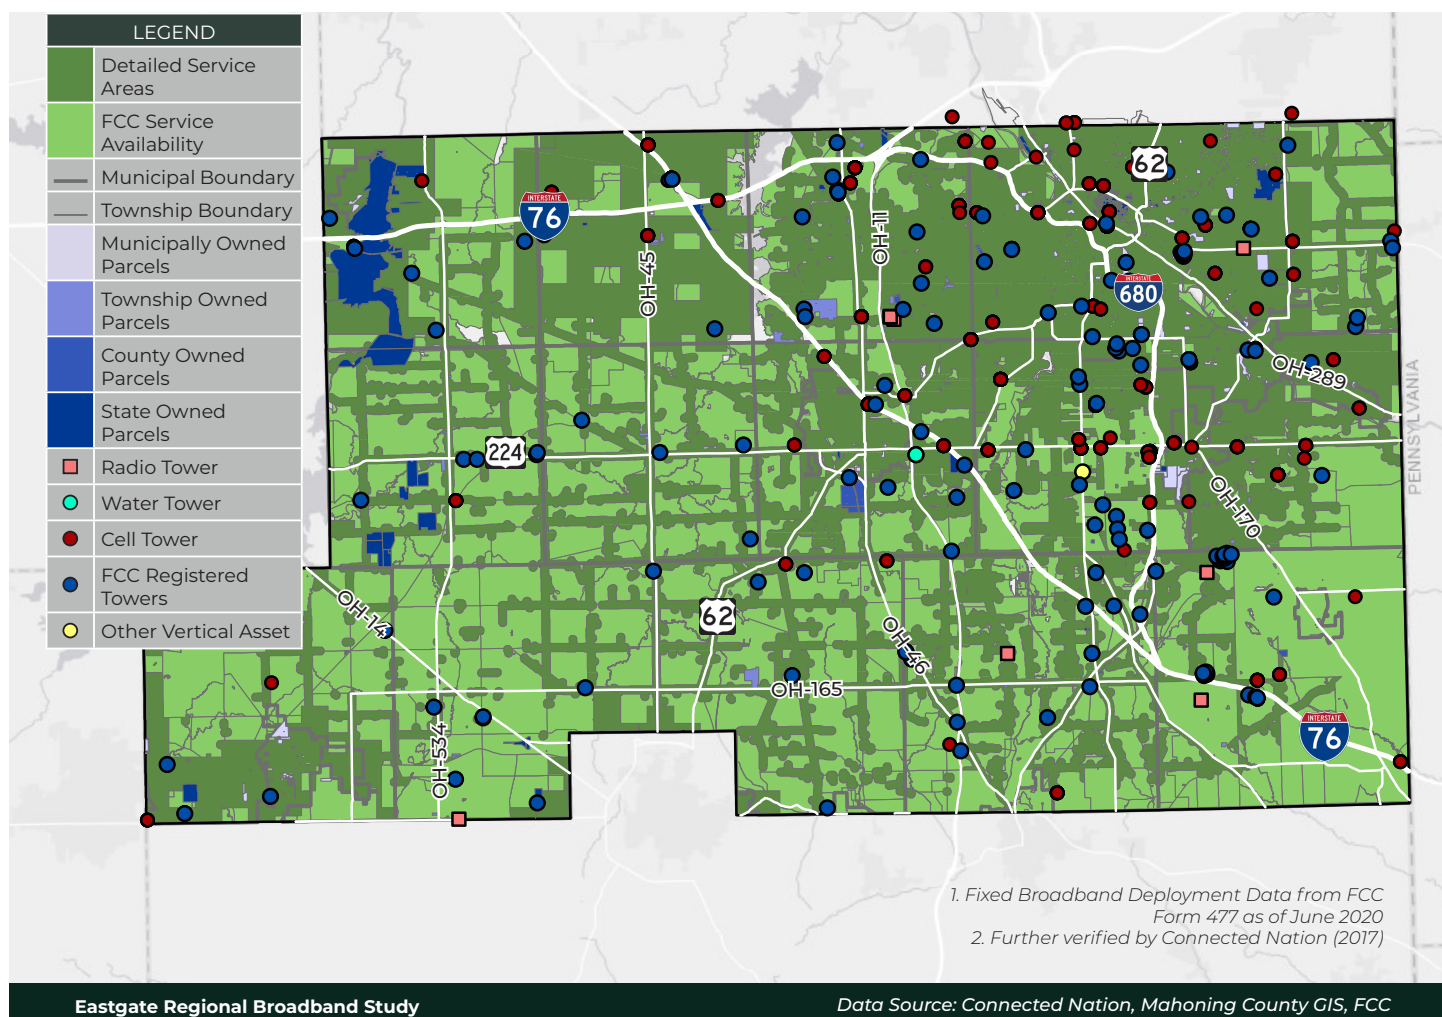 LEGEND
Detailed Service
Areas
FCC Service
Availability
Municipal Boundary
Township Boundary
Municipally Owned
Parcels
Township Owned
Parcels
County Owned
Parcels
State Owned
Parcels
Radio Tower
Water Tower
Cell Tower
FCC Registered
Towers
Other Vertical Asset
62
INTERSTATE
76
OH-11
OH-45
INTERSTATE
680
OH-289
PENNSYLVANIA
224
OH-170
OH-14
62
OH-46
OH-165
OH-534
INTERSTATE
76
1. Fixed Broadband Deployment Data from FCC
Form 477 as of June 2020
2. Further verified by Connected Nation (2017)
Eastgate Regional Broadband Study
Data Source: Connected Nation, Mahoning County GIS, FCC